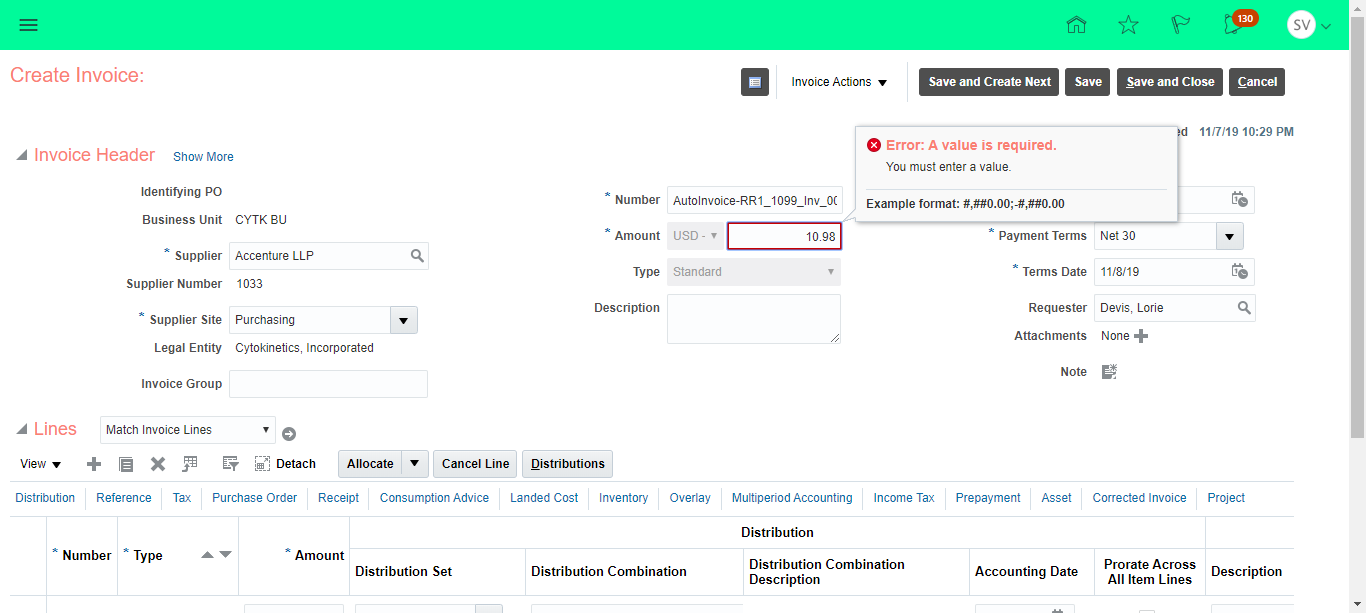 130
SV
Create Invoice:
Invoice Actions
Save and Create Next
Save
Save and Close
Cancel
11/7/19 10:29 PM
Invoice Header
Show More
Error: A value is required.
You must enter a value.
Example format: #,##0.00;-#,##0.00
Identifying PO
Business Unit CYTK BU
* Supplier Accenture LLP
Supplier Number 1033
* Supplier Site Purchasing
Legal Entity Cytokinetics, Incorporated
Invoice Group
* Number AutoInvoice-RR1_1099_Inv_00
* Amount USD - 10.98
Type Standard
Description
* Payment Terms Net 30
* Terms Date 11/8/19
Requester Devis, Lorie
Attachments None
Note
Lines Match Invoice Lines
View Detach Allocate Cancel Line Distributions
Distribution Reference Tax Purchase Order Receipt Consumption Advice Landed Cost Inventory Overlay Multiperiod Accounting Income Tax Prepayment Asset Corrected Invoice Project
Distribution
* Number * Type * Amount
Distribution Set
Distribution Combination
Distribution Combination
Description
Accounting Date
Prorate Across
All Item Lines
Description